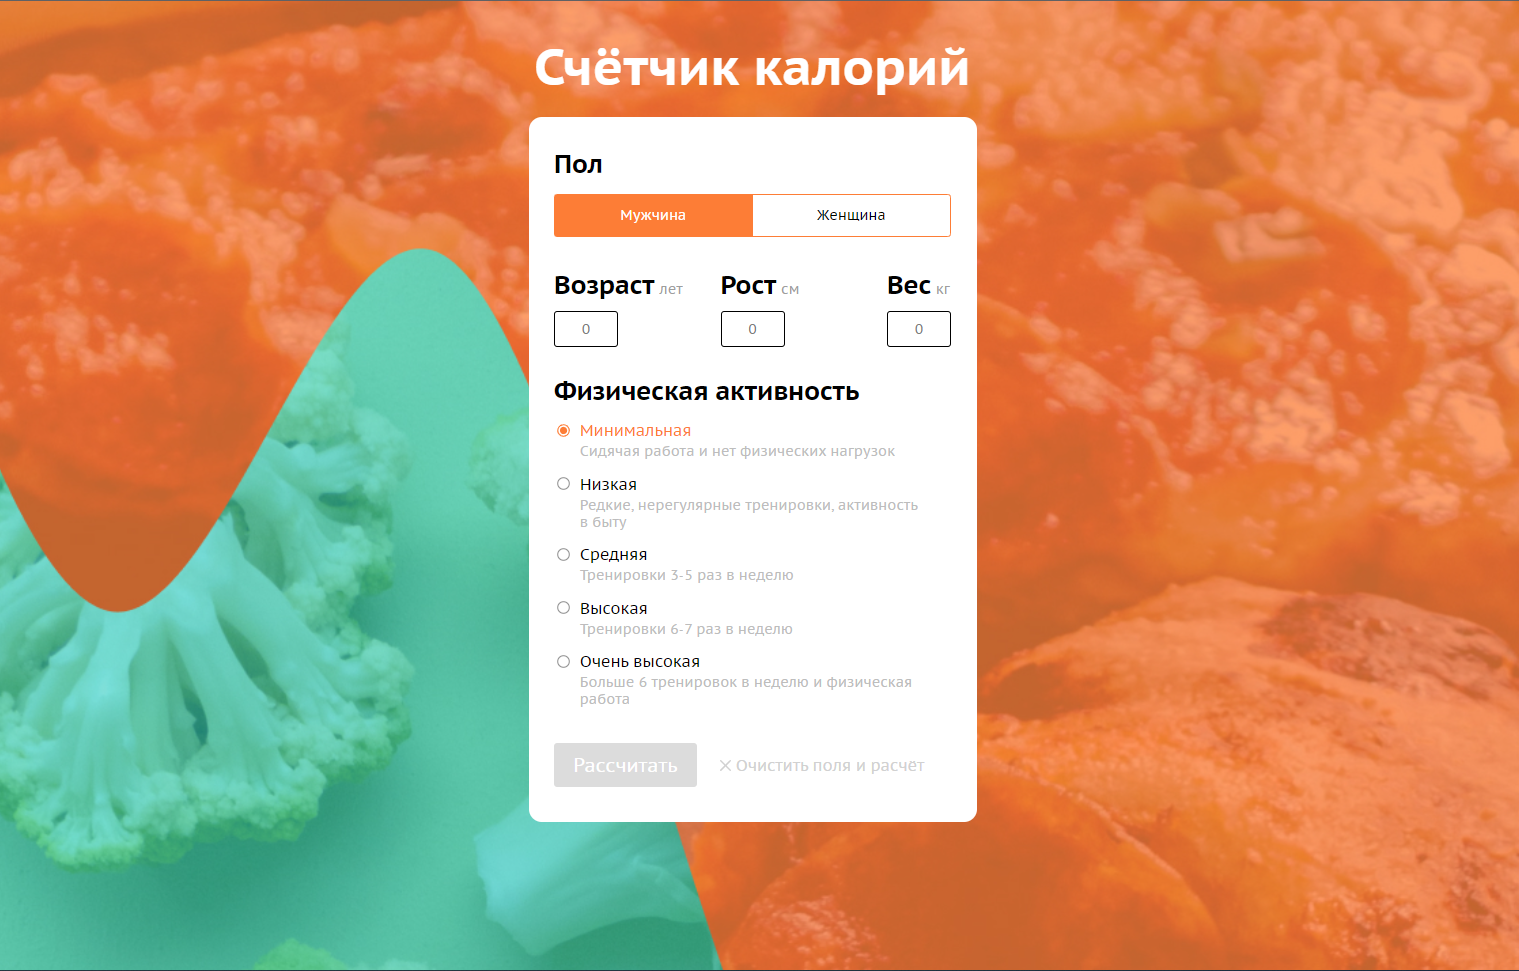 Счётчик калорий
Пол
Мужчина Женщина
Возраст лет Рост см Вес кг
0 0 0
Физическая активность
Минимальная
Сидячая работа и нет физических нагрузок
Низкая
Редкие, нерегулярные тренировки, активность
в быту
Средняя
Тренировки 3-5 раз в неделю
Высокая
Тренировки 6-7 раз в неделю
Очень высокая
Больше 6 тренировок в неделю и физическая
работа
Рассчитать Очистить поля и расчёт